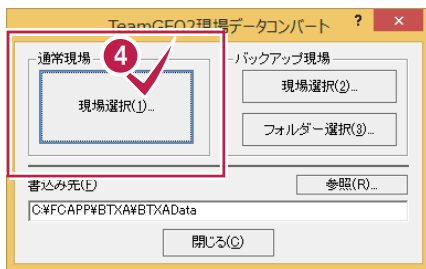 TeamGEO2現場データコンバート ? ×
通常現場
4
現場選択(1)...
バックアップ現場
現場選択(2)...
フォルダー選択(3)...
書込み先(F)
参照(R)...
C:¥FCAPP¥BTXA¥BTXAData
閉じる(C)